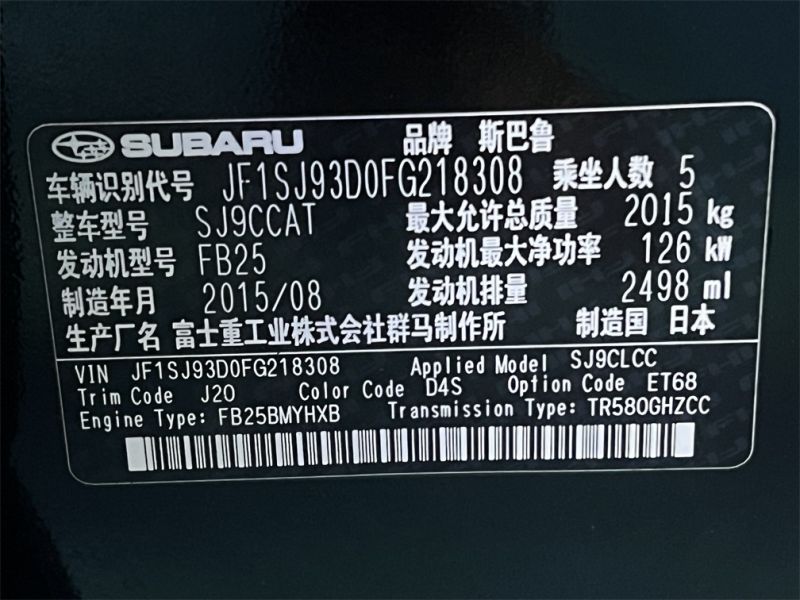 SUBARU 品牌 斯巴鲁
车辆识别代号 JF1SJ93D0FG218308 乘坐人数 5
整车型号 SJ9CCAT 最大允许总质量 2015 kg
发动机型号 FB25 发动机最大净功率 126 kW
制造年月 2015/08 发动机排量 2498 ml
生产厂名 富士重工业株式会社群马制作所 制造国 日本
VIN JF1SJ93D0FG218308 Applied Model SJ9CLCC
Trim Code J20 Color Code D4S Option Code ET68
Engine Type: FB25BMYHXB Transmission Type: TR580GHZCC